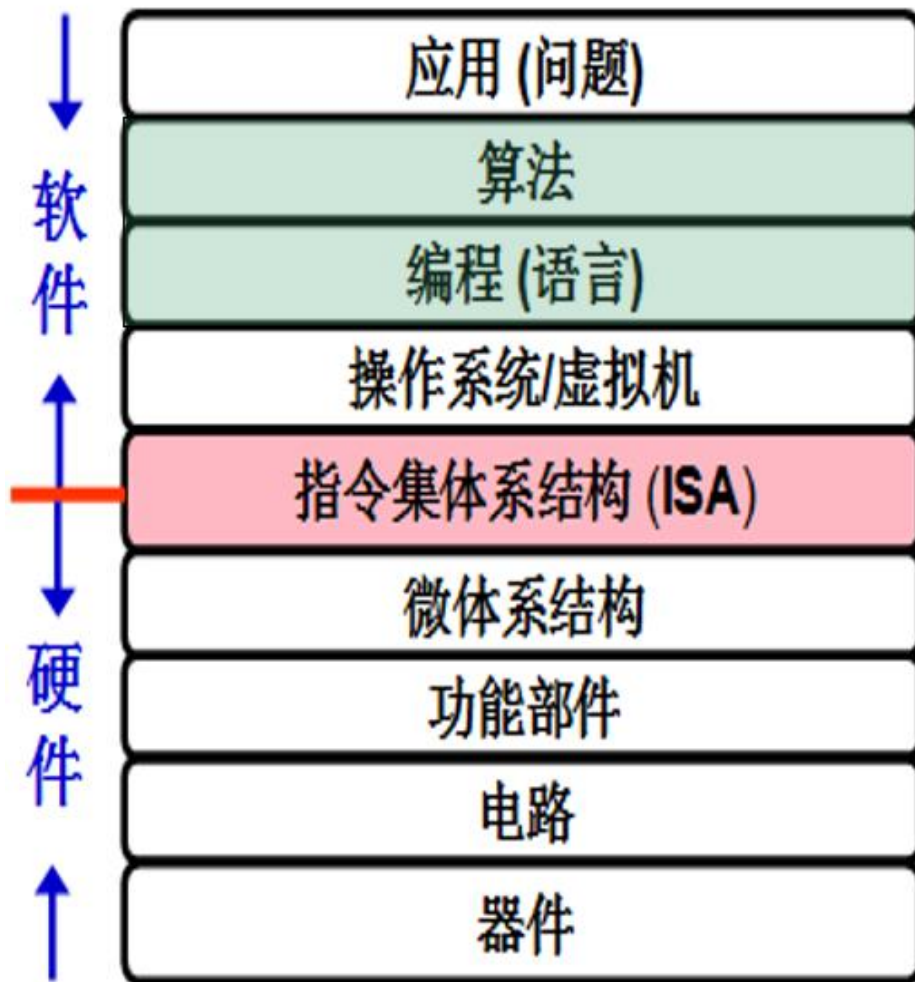 应用 (问题)
算法
编程 (语言)
操作系统/虚拟机
指令集体系结构 (ISA)
微体系结构
功能部件
电路
器件
软件
硬件